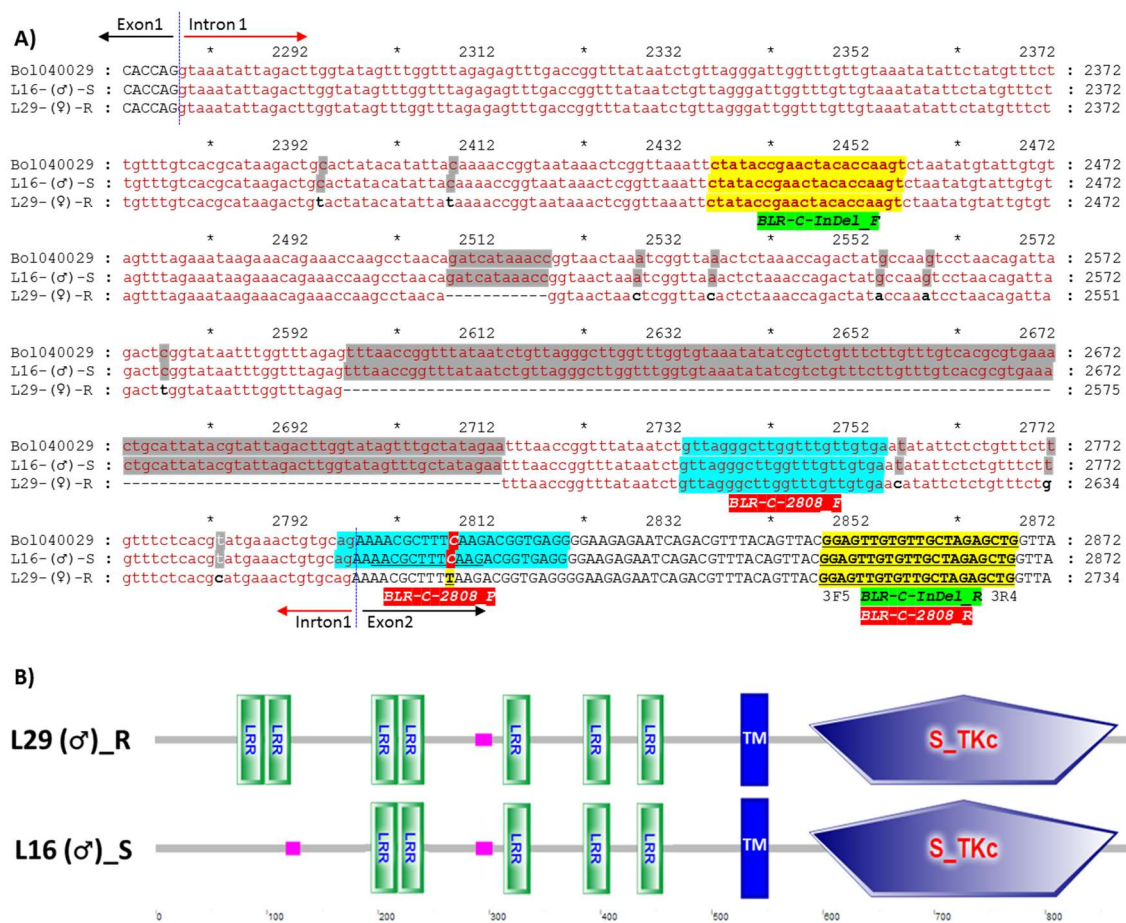 A)
Exon1 Intron 1
* 2292 * 2312 * 2332 * 2352 * 2372
Bol040029 : CACCAGgtaaatattagacttggtatagtttggtttagagagtttgaccggtttataatctgttagggattggtttgttgtaaatatattctatgtttct : 2372
L16-(♂)-S : CACCAGgtaaatattagacttggtatagtttggtttagagagtttgaccggtttataatctgttagggattggtttgttgtaaatatattctatgtttct : 2372
L29-(♀)-R : CACCAGgtaaatattagacttggtatagtttggtttagagagtttgaccggtttataatctgttagggattggtttgttgtaaatatattctatgtttct : 2372
* 2392 * 2412 * 2432 * 2452 * 2472
Bol040029 : tgtttgtcacgcataagactgcactatacatattacaaaaccggtaataaactcggttaaattctataccgaactacaccaagtctaatatgtattgtgt : 2472
L16-(♂)-S : tgtttgtcacgcataagactgcactatacatattacaaaaccggtaataaactcggttaaattctataccgaactacaccaagtctaatatgtattgtgt : 2472
L29-(♀)-R : tgtttgtcacgcataagactgtactatacatattataaaaccggtaataaactcggttaaattctataccgaactacaccaagtctaatatgtattgtgt : 2472
BLR-C-InDel_F
* 2492 * 2512 * 2532 * 2552 * 2572
Bol040029 : agtttagaaataagaaacagaaaccaagcctaacagatcataaaccggtaactaaatcggttaaactctaaaccagactatgccaagtcctaacagatta : 2572
L16-(♂)-S : agtttagaaataagaaacagaaaccaagcctaacagatcataaaccggtaactaaatcggttaaactctaaaccagactatgccaagtcctaacagatta : 2572
L29-(♀)-R : agtttagaaataagaaacagaaaccaagcctaaca-----------ggtaactaactcggttacactctaaaccagactataccaaatcctaacagatta : 2551
* 2592 * 2612 * 2632 * 2652 * 2672
Bol040029 : gactcggtataatttggtttagagtttaaccggtttataatctgttagggcttggtttggtgtaaatatatcgtctgtttcttgtttgtcacgcgtgaaa : 2672
L16-(♂)-S : gactcggtataatttggtttagagtttaaccggtttataatctgttagggcttggtttggtgtaaatatatcgtctgtttcttgtttgtcacgcgtgaaa : 2672
L29-(♀)-R : gacttggtataatttggtttagag---------------------------------------------------------------------------- : 2575
* 2692 * 2712 * 2732 * 2752 * 2772
Bol040029 : ctgcattatacgtattagacttggtatagtttgctatagaatttaaccggtttataatctgttagggcttggtttgttgtgaatatattctctgtttctt : 2772
L16-(♂)-S : ctgcattatacgtattagacttggtatagtttgctatagaatttaaccggtttataatctgttagggcttggtttgttgtgaatatattctctgtttctt : 2772
L29-(♀)-R : -----------------------------------------tttaaccggtttataatctgttagggcttggtttgttgtgaacatattctctgtttctg : 2634
BLR-C-2808_F
* 2792 * 2712 * 2832 * 2852 * 2872
Bol040029 : gtttctcacgttatgaaactgtgtgcagAAAACGCTTTCAAGACGGTGAGGGGAAGAGAATCAGACGTTTACAGTTACGGAGTTGTGTTGCTAGAGCTGGTTA : 2872
L16-(♂)-S : gtttctcacgttatgaaactgtgtgcagAAAACGCTTTCAAGACGGTGAGGGGAAGAGAATCAGACGTTTACAGTTACGGAGTTGTGTTGCTAGAGCTGGTTA : 2872
L29-(♀)-R : gtttctcacgcatgaaactgtgtgcagAAAACGCTTTTAAGACGGTGAGGGGAAGAGAATCAGACGTTTACAGTTACGGAGTTGTGTTGCTAGAGCTGGTTA : 2734
BLR-C-2808_P 3F5 BLR-C-InDel_R 3R4
Inrton1 Exon2 BLR-C-2808_R
B)
L29 (♂)_R LRR LRR LRR LRR LRR LRR LRR TM S_TKc
L16 (♂)_S LRR LRR LRR LRR LRR TM S_TKc
0 100 200 300 400 500 600 700 800